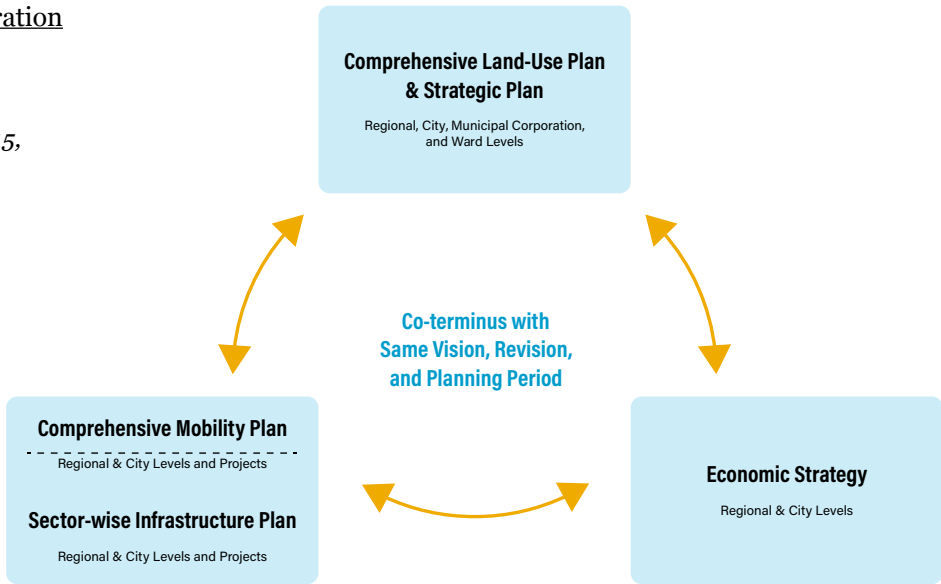 ration
Comprehensive Land-Use Plan
& Strategic Plan
Regional, City, Municipal Corporation,
and Ward Levels
5,
Co-terminus with
Same Vision, Revision,
and Planning Period
Comprehensive Mobility Plan
Regional & City Levels and Projects
Sector-wise Infrastructure Plan
Regional & City Levels and Projects
Economic Strategy
Regional & City Levels